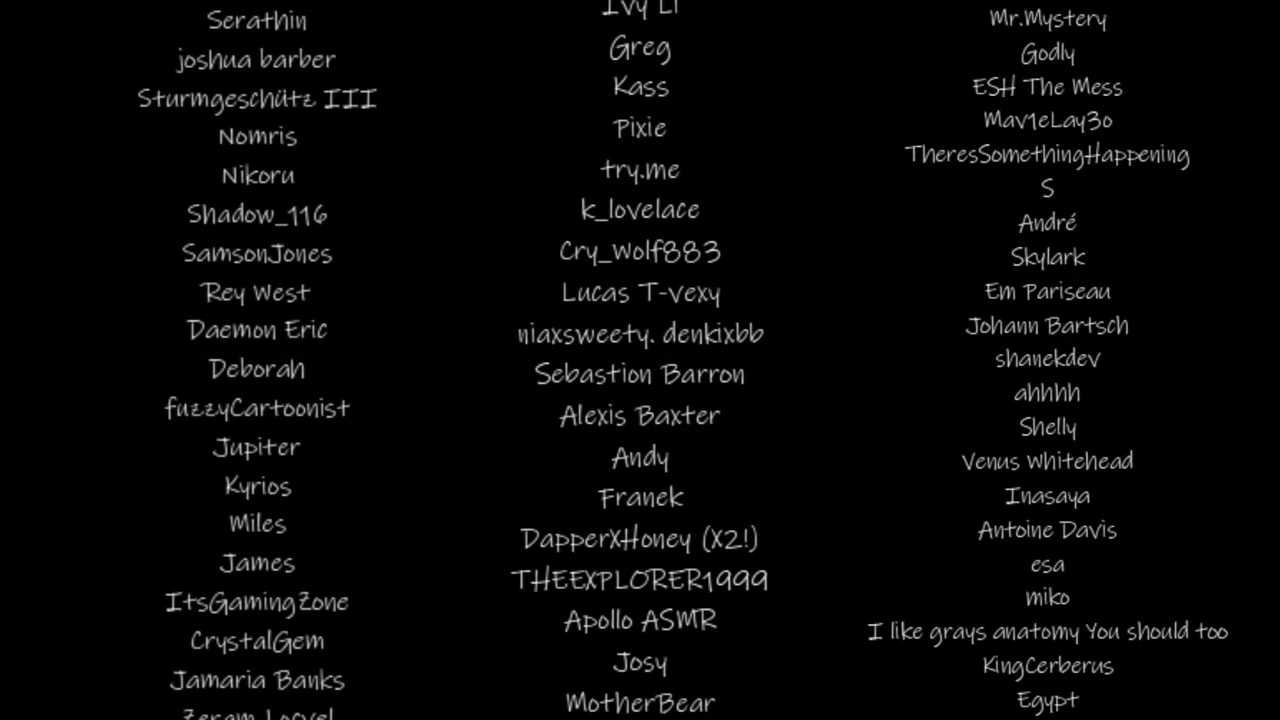 Serathin
joshua barber
Sturmgeschütz III
Nomris
Nikoru
Shadow_116
SamsonJones
Rey West
Daemon Eric
Deborah
fuzzyCartoonist
Jupiter
Kyrios
Miles
James
ItsGamingZone
CrystalGem
Jamaria Banks
Ivy Li
Greg
Kass
Pixie
try.me
k_lovelace
Cry_Wolf883
Lucas T-vexy
niaxsweety. denkixbb
Sebastion Barron
Alexis Baxter
Andy
Franek
DapperXHoney (X2!)
THEEXPLORER1999
Apollo ASMR
Josy
MotherBear
Mr.Mystery
Godly
ESH The Mess
Mav1eLay3o
TheresSomethingHappening
S
André
Skylark
Em Pariseau
Johann Bartsch
shanekdev
ahhhh
Shelly
Venus Whitehead
Inasaya
Antoine Davis
esa
miko
I like grays anatomy You should too
KingCerberus
Egypt